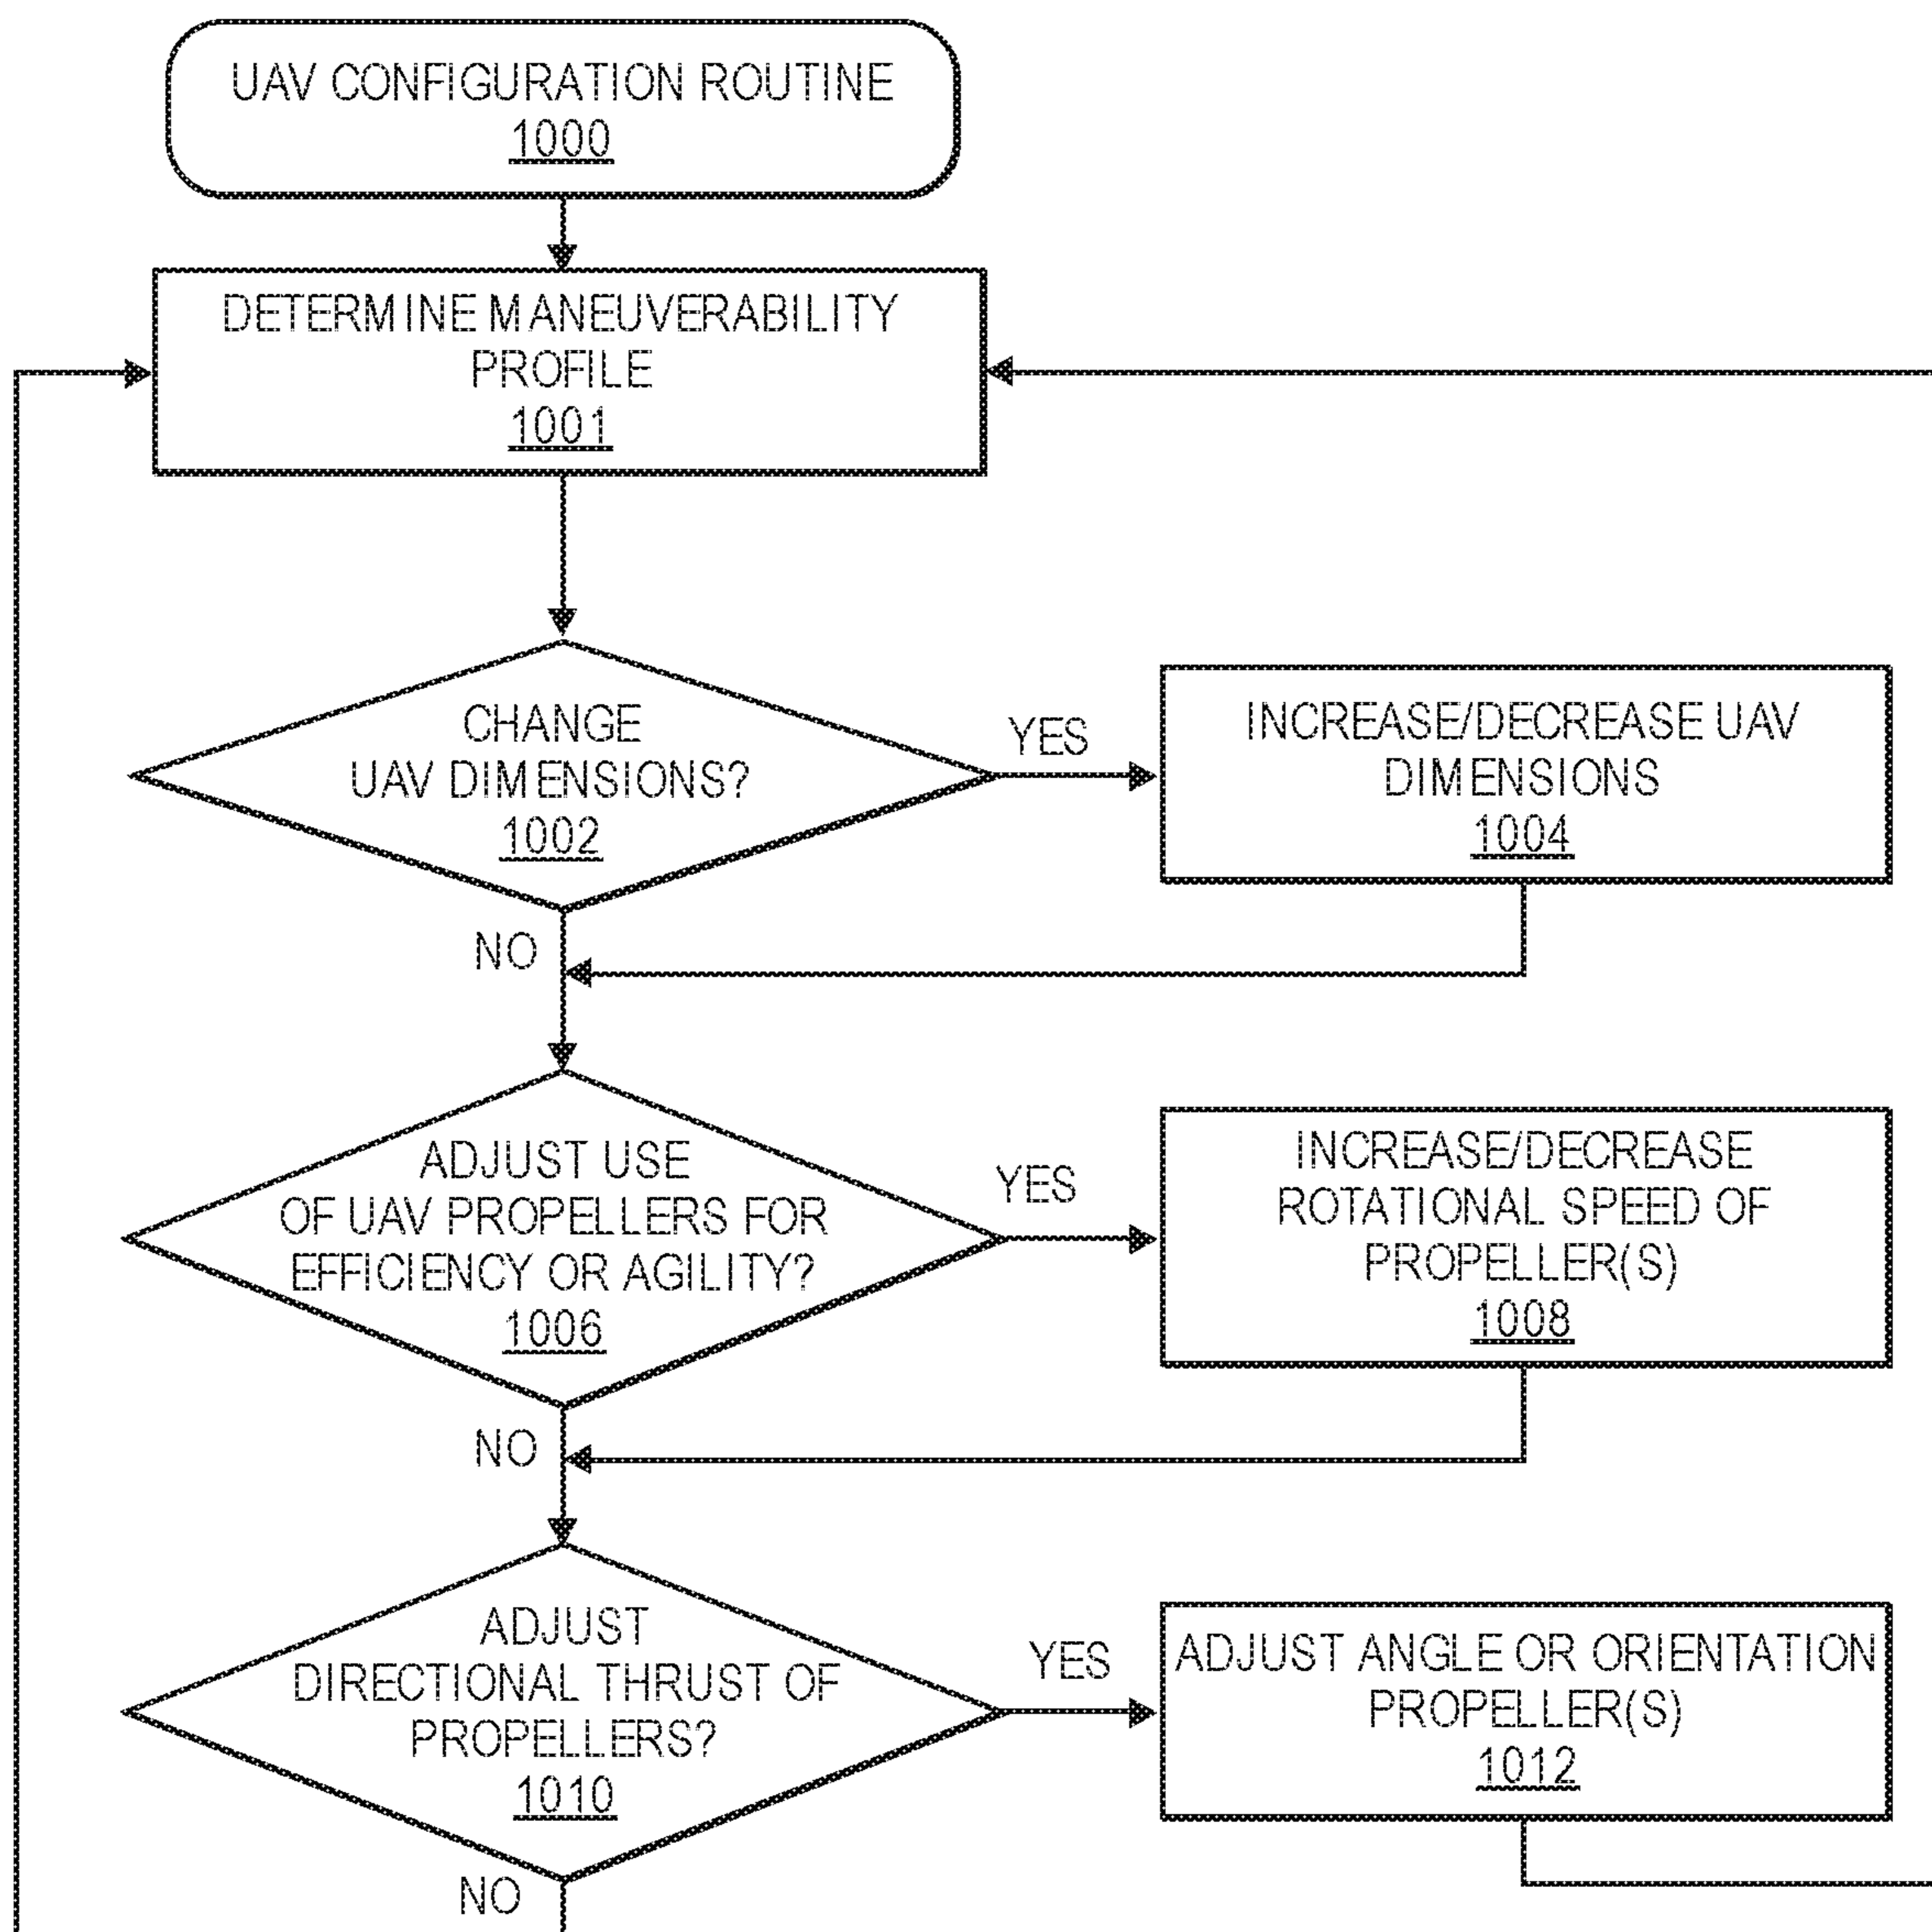 UAV CONFIGURATION ROUTINE
1000
DETERMINE MANEUVERABILITY
PROFILE
1001
CHANGE
UAV DIMENSIONS?
1002
YES
INCREASE/DECREASE UAV
DIMENSIONS
1004
NO
ADJUST USE
OF UAV PROPELLERS FOR
EFFICIENCY OR AGILITY?
1006
YES
INCREASE/DECREASE
ROTATIONAL SPEED OF
PROPELLER(S)
1008
NO
ADJUST
DIRECTIONAL THRUST OF
PROPELLERS?
1010
YES
ADJUST ANGLE OR ORIENTATION
PROPELLER(S)
1012
NO